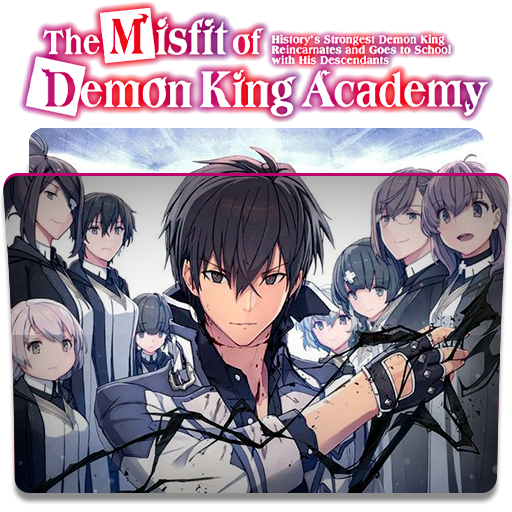 The Misfit of
History's Strongest Demon King
Reincarnates and Goes to School
with His Descendants
Demon King Academy